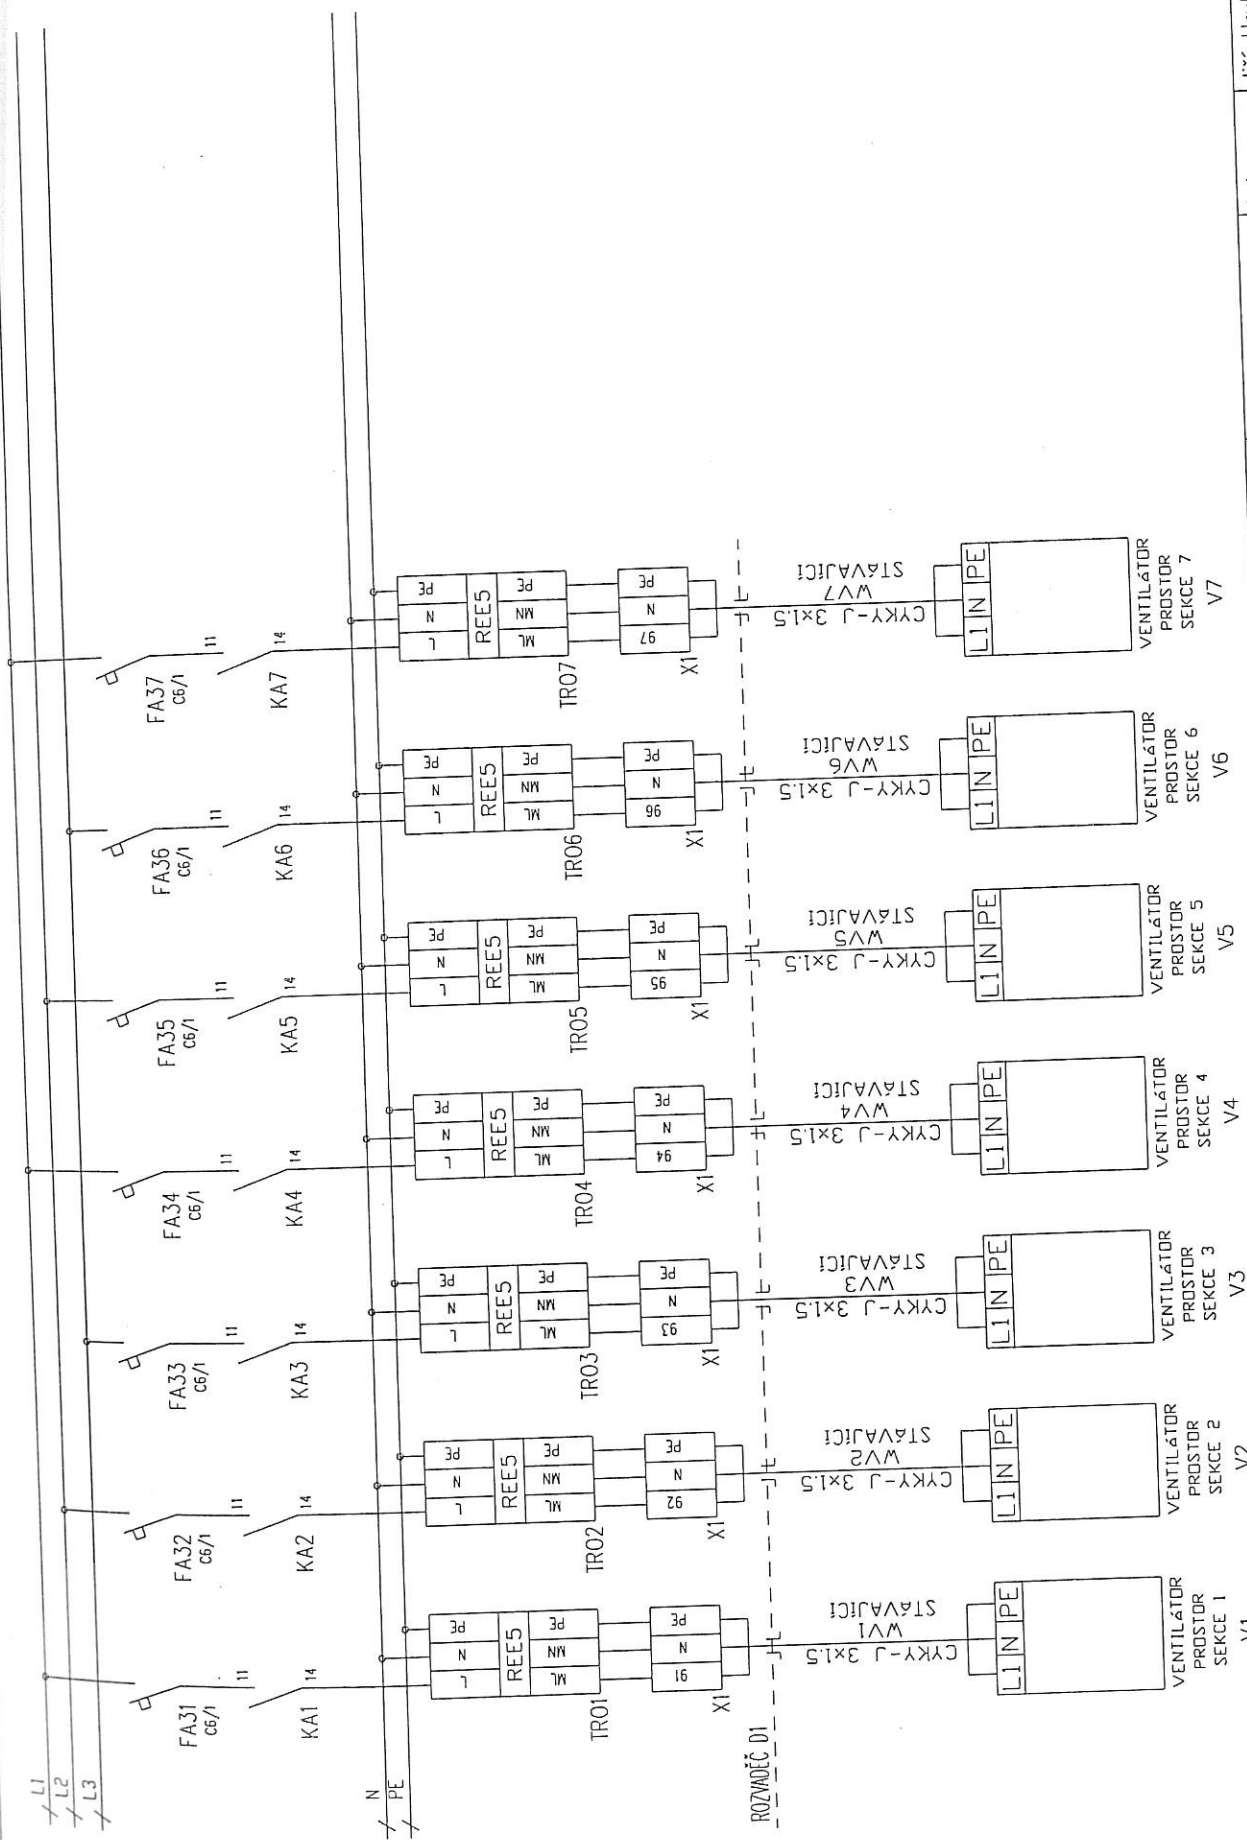 L1
L2
L3
N
PE
FA31
C6/1
11
14
KA1
L N PE
REE5
ML MN PE
TRO1
91 N PE
X1
ROZVADĚČ D1
CYKY-J 3x1.5
WV1
STÁVAJÍCÍ
L1 N PE
VENTILÁTOR
PROSTOR
SEKCE 1
V1
FA32
C6/1
11
14
KA2
L N PE
REE5
ML MN PE
TRO2
92 N PE
X1
CYKY-J 3x1.5
WV2
STÁVAJÍCÍ
L1 N PE
VENTILÁTOR
PROSTOR
SEKCE 2
V2
FA33
C6/1
11
14
KA3
L N PE
REE5
ML MN PE
TRO3
93 N PE
X1
CYKY-J 3x1.5
WV3
STÁVAJÍCÍ
L1 N PE
VENTILÁTOR
PROSTOR
SEKCE 3
V3
FA34
C6/1
11
14
KA4
L N PE
REE5
ML MN PE
TRO4
94 N PE
X1
CYKY-J 3x1.5
WV4
STÁVAJÍCÍ
L1 N PE
VENTILÁTOR
PROSTOR
SEKCE 4
V4
FA35
C6/1
11
14
KA5
L N PE
REE5
ML MN PE
TRO5
95 N PE
X1
CYKY-J 3x1.5
WV5
STÁVAJÍCÍ
L1 N PE
VENTILÁTOR
PROSTOR
SEKCE 5
V5
FA36
C6/1
11
14
KA6
L N PE
REE5
ML MN PE
TRO6
96 N PE
X1
CYKY-J 3x1.5
WV6
STÁVAJÍCÍ
L1 N PE
VENTILÁTOR
PROSTOR
SEKCE 6
V6
FA37
C6/1
11
14
KA7
L N PE
REE5
ML MN PE
TRO7
97 N PE
X1
CYKY-J 3x1.5
WV7
STÁVAJÍCÍ
L1 N PE
VENTILÁTOR
PROSTOR
SEKCE 7
V7